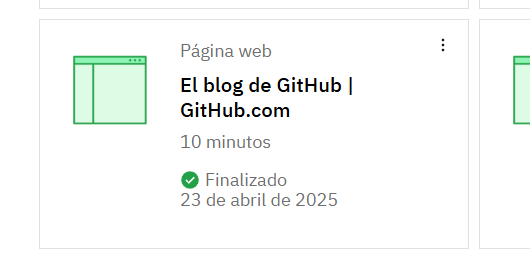 Página web
El blog de GitHub |
GitHub.com
10 minutos
Finalizado
23 de abril de 2025